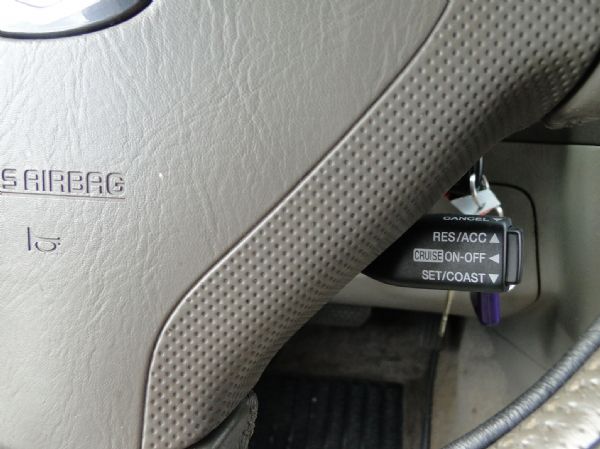 S AIRBAG
CANCEL ▼
RES/ACC ▲
CRUISE ON-OFF ◄
SET/COAST ▼